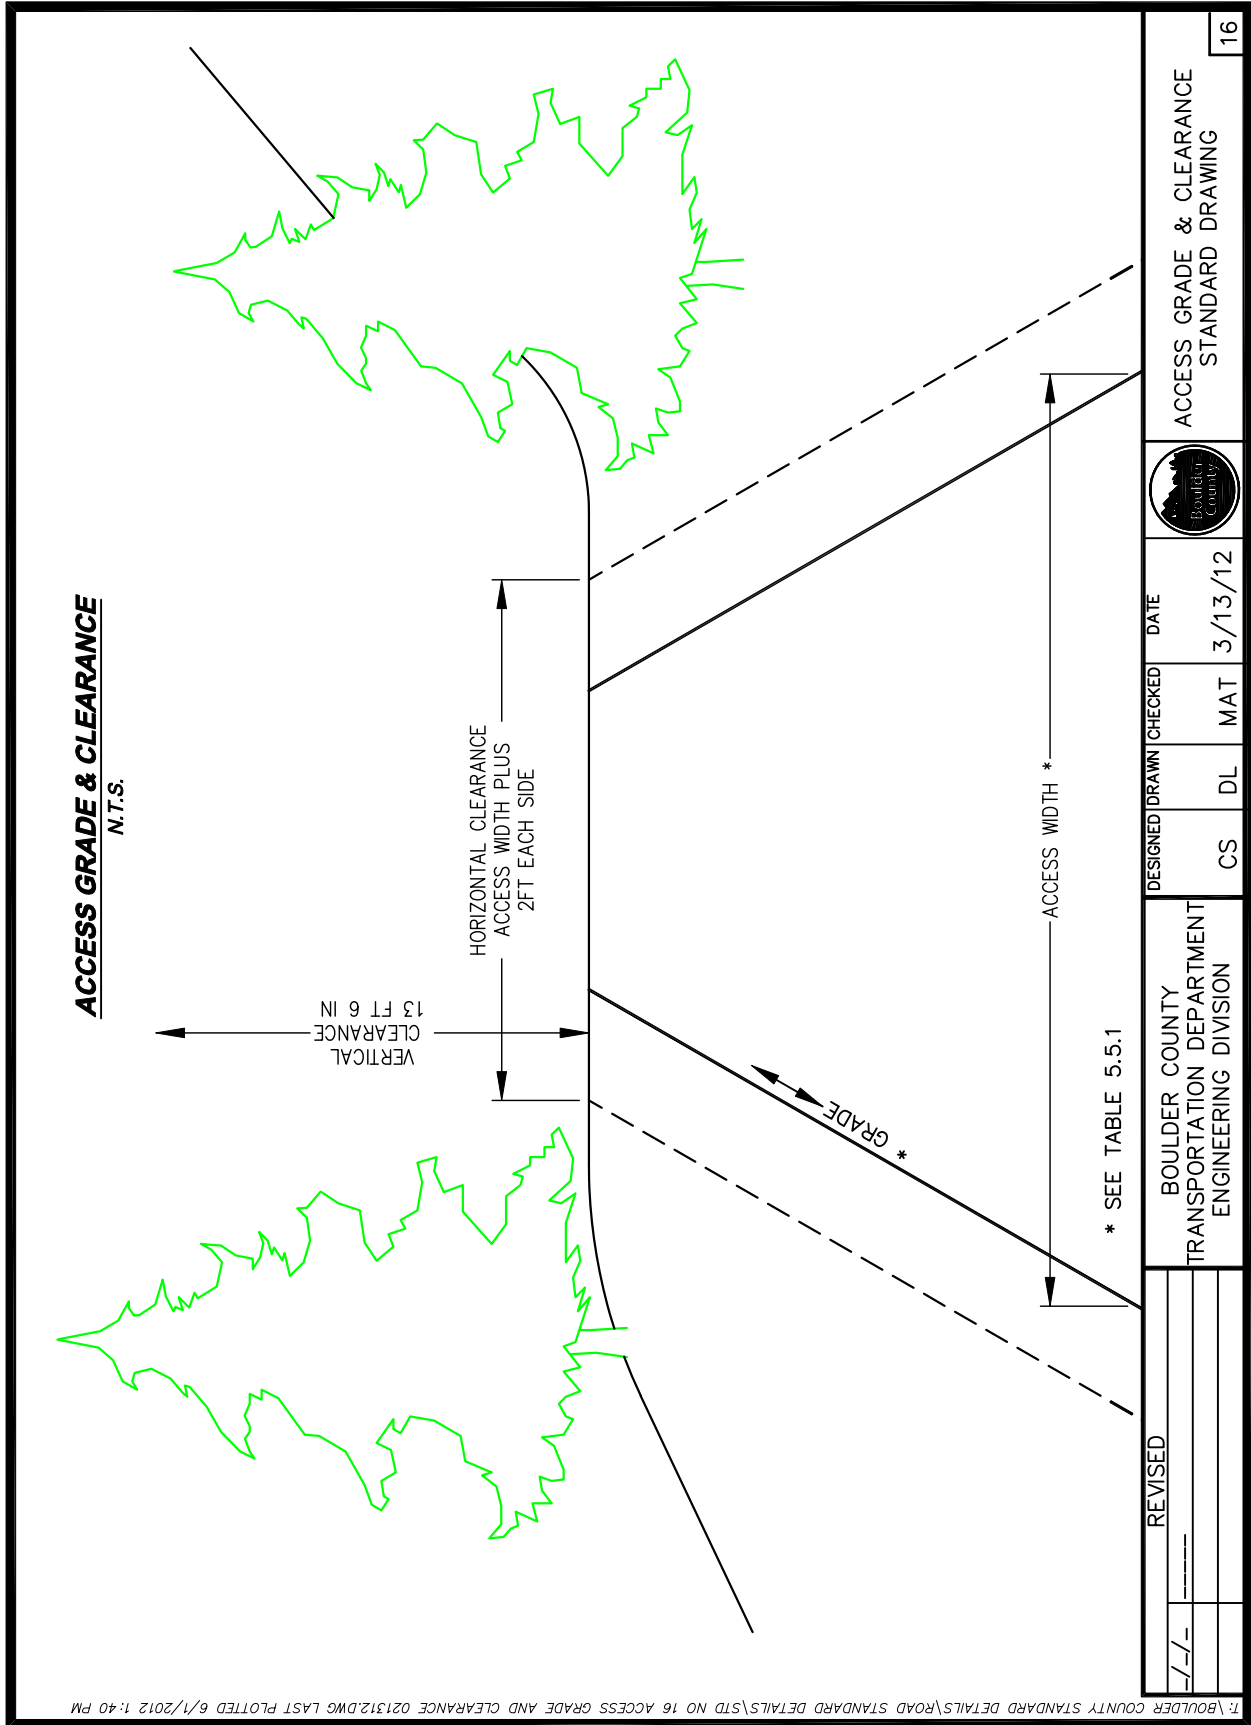 ACCESS GRADE & CLEARANCE
N.T.S.
VERTICAL
CLEARANCE
13 FT 6 IN
HORIZONTAL CLEARANCE
ACCESS WIDTH PLUS
2FT EACH SIDE
* GRADE
ACCESS WIDTH *
* SEE TABLE 5.5.1
REVISED
-/-/- ------
BOULDER COUNTY
TRANSPORTATION DEPARTMENT
ENGINEERING DIVISION
DESIGNED
CS
DRAWN
DL
CHECKED
MAT
DATE
3/13/12
Boulder
County
ACCESS GRADE & CLEARANCE
STANDARD DRAWING
16
I:\BOULDER COUNTY STANDARD DETAILS\ROAD STANDARD DETAILS\STD NO 16 ACCESS GRADE AND CLEARANCE 021312.DWG LAST PLOTTED 6/1/2012 1:40 PM